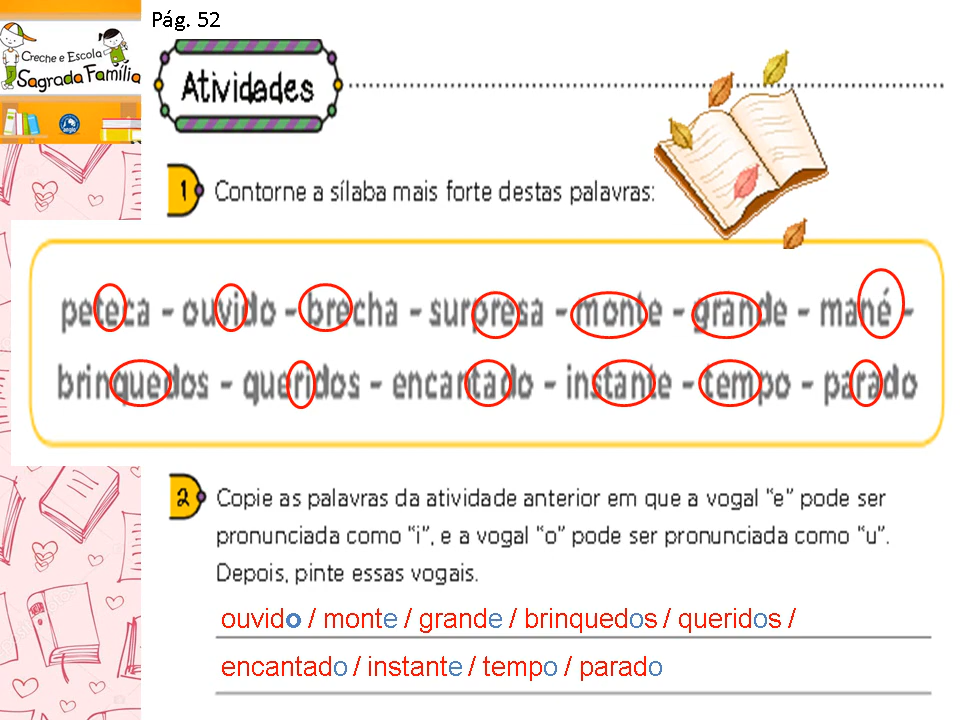 Pág. 52
Creche e Escola
Sagrada Família
anglo
Atividades
1 Contorne a sílaba mais forte destas palavras:
peteca - ouvido - brecha - surpresa - monte - grande - mané -
brinquedos - queridos - encantado - instante - tempo - parado
2 Copie as palavras da atividade anterior em que a vogal "e" pode ser
pronunciada como "i", e a vogal "o" pode ser pronunciada como "u".
Depois, pinte essas vogais.
ouvido / monte / grande / brinquedos / queridos /
encantado / instante / tempo / parado